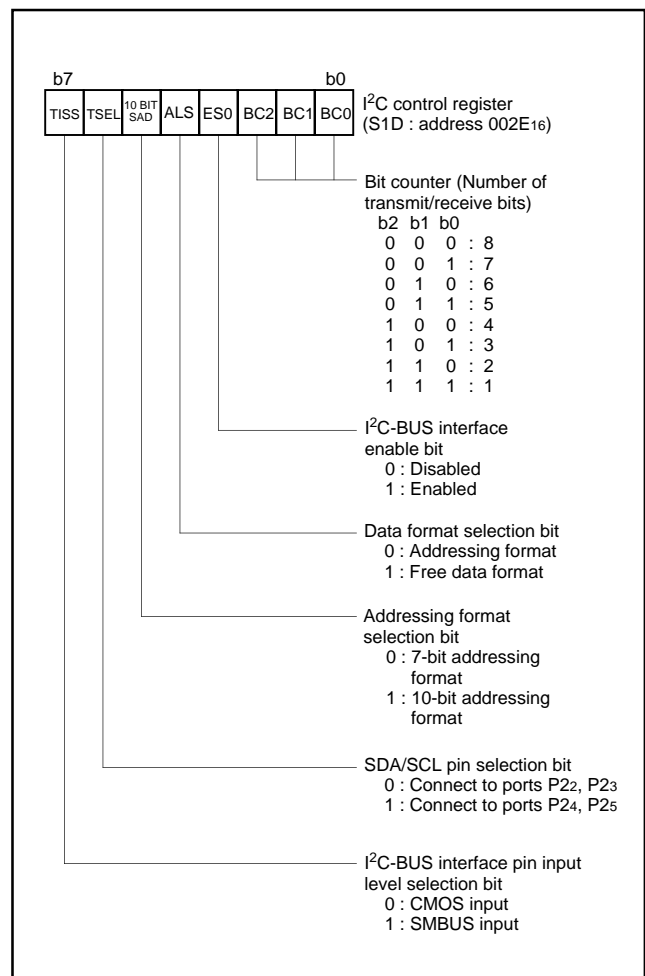 b7 b0
TISS TSEL 10 BIT SAD ALS ES0 BC2 BC1 BC0
I²C control register
(S1D : address 002E16)
Bit counter (Number of
transmit/receive bits)
b2 b1 b0
0 0 0 : 8
0 0 1 : 7
0 1 0 : 6
0 1 1 : 5
1 0 0 : 4
1 0 1 : 3
1 1 0 : 2
1 1 1 : 1
I²C-BUS interface
enable bit
0 : Disabled
1 : Enabled
Data format selection bit
0 : Addressing format
1 : Free data format
Addressing format
selection bit
0 : 7-bit addressing
format
1 : 10-bit addressing
format
SDA/SCL pin selection bit
0 : Connect to ports P22, P23
1 : Connect to ports P24, P25
I²C-BUS interface pin input
level selection bit
0 : CMOS input
1 : SMBUS input